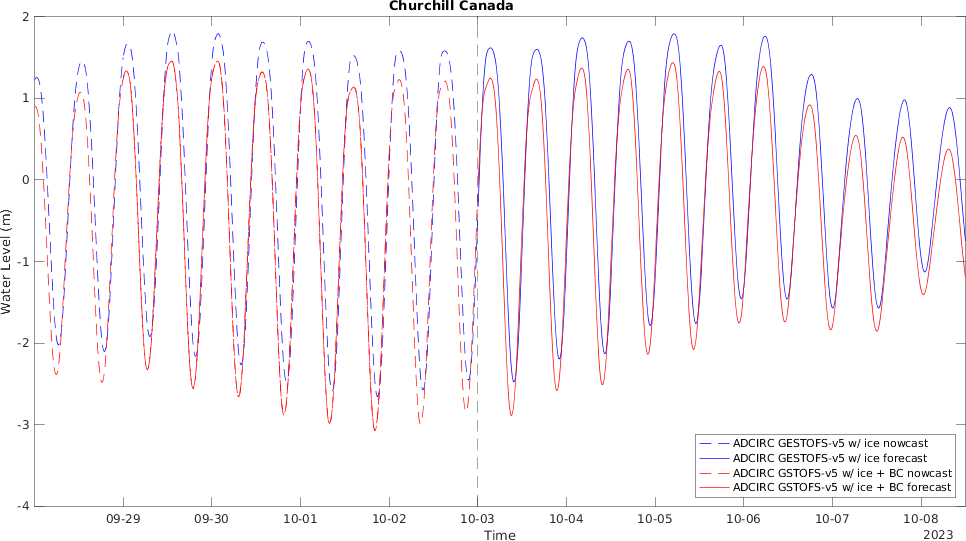 Churchill Canada
2
1
0
-1
-2
-3
-4
Water Level (m)
ADCIRC GESTOFS-v5 w/ ice nowcast
ADCIRC GESTOFS-v5 w/ ice forecast
ADCIRC GSTOFS-v5 w/ ice + BC nowcast
ADCIRC GSTOFS-v5 w/ ice + BC forecast
09-29 09-30 10-01 10-02 10-03 10-04 10-05 10-06 10-07 10-08
Time 2023